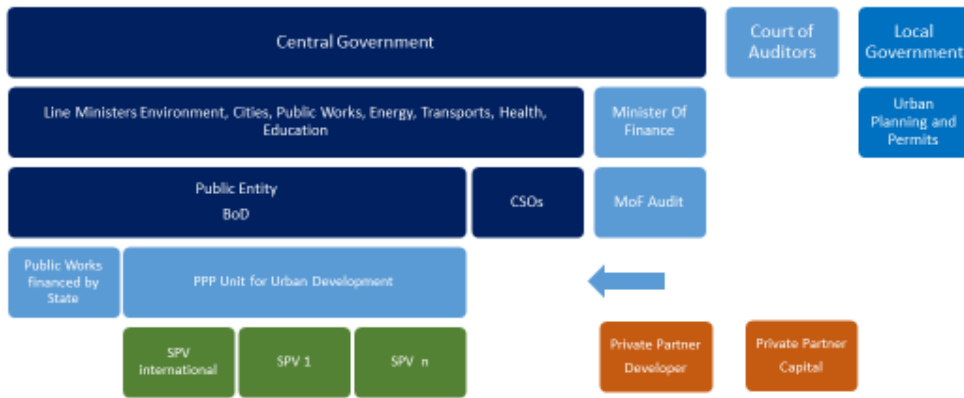 Central Government
Court of
Auditors
Local
Government
Line Ministers Environment, Cities, Public Works, Energy, Transports, Health,
Education
Minister Of
Finance
Urban
Planning and
Permits
Public Entity
BoD
CSOs
MoF Audit
Public Works
financed by
State
PPP Unit for Urban Development
SPV
international
SPV 1
SPV n
Private Partner
Developer
Private Partner
Capital